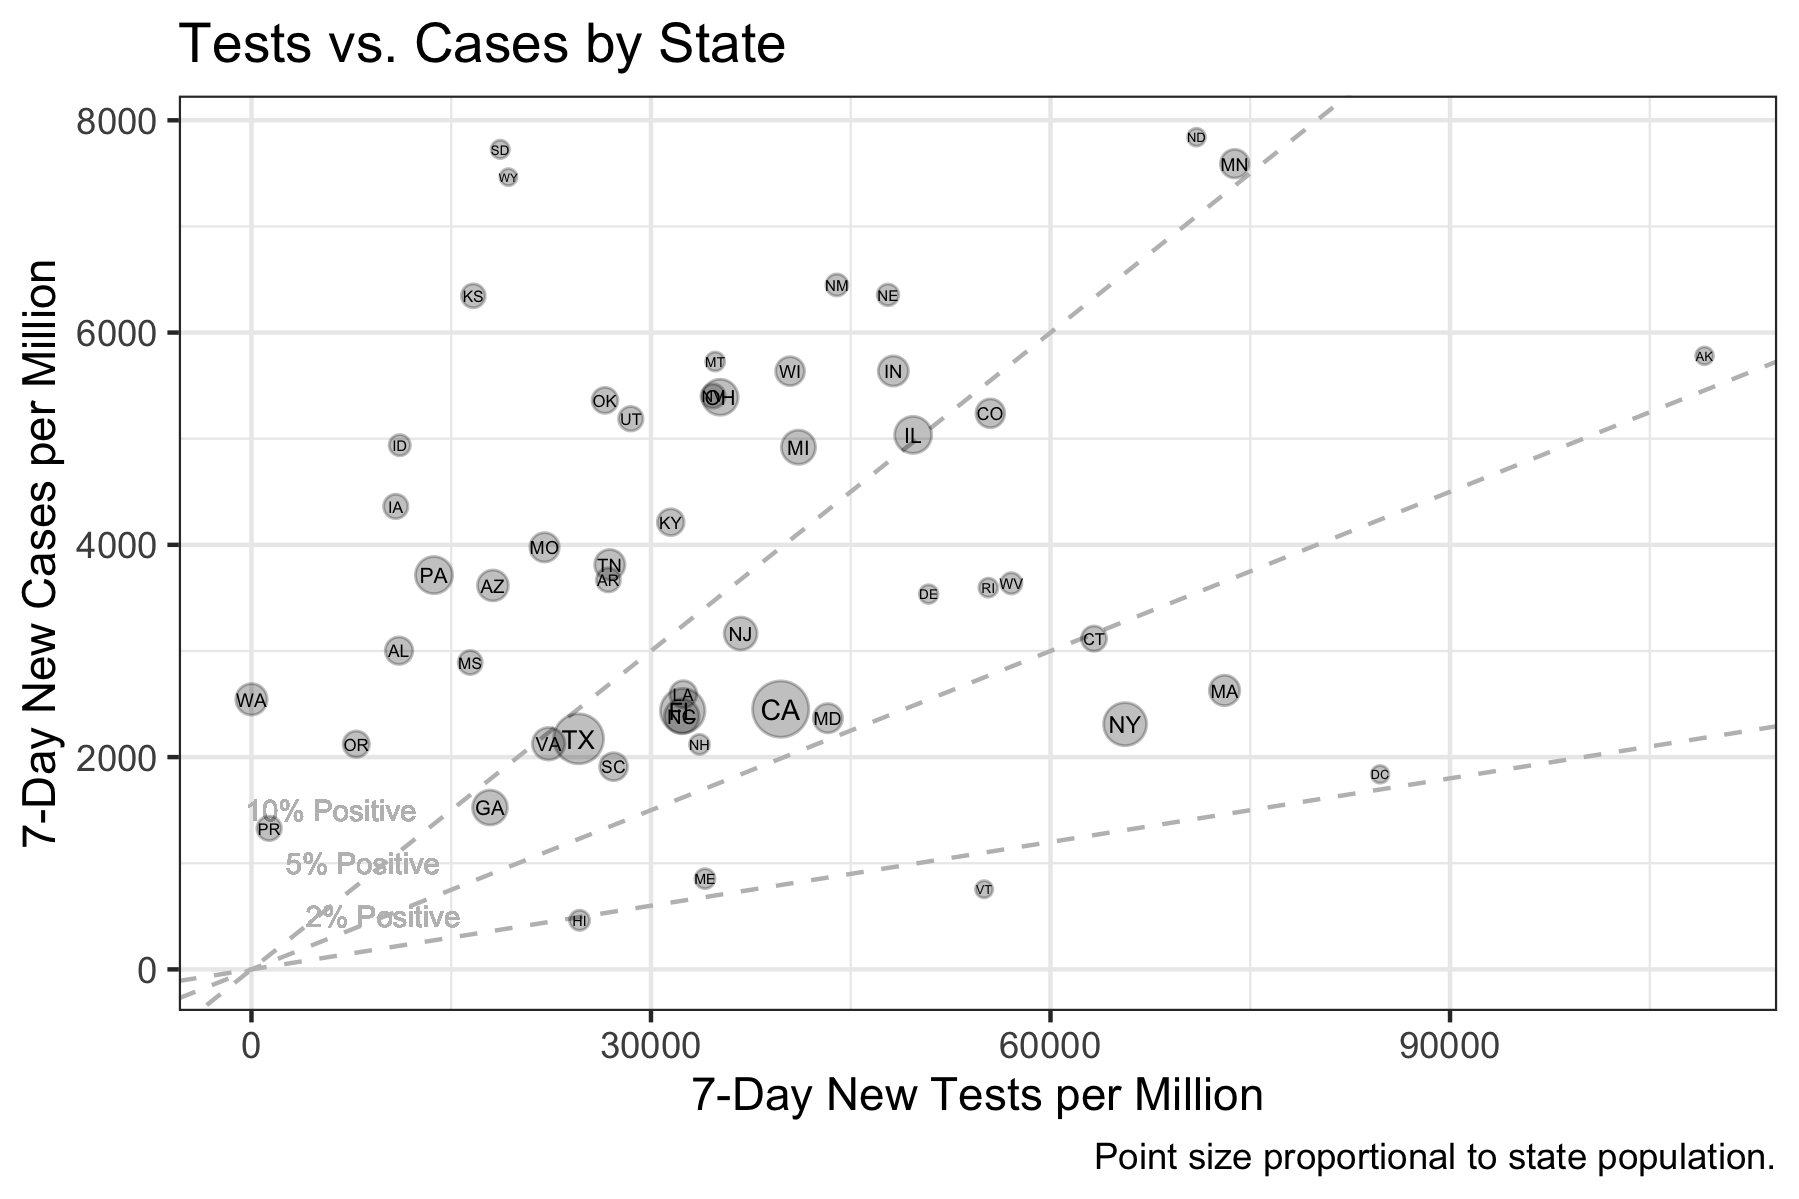 Tests vs. Cases by State
7-Day New Cases per Million
8000
6000
4000
2000
0
ND
SD
MN
WY
NM
KS
NE
AK
MT
WI
IN
OK
NV
OH
UT
CO
ID
MI
IL
IA
KY
MO
TN
PA
AR
AZ
DE
RI
WV
NJ
CT
AL
MS
WA
LA
FL
NC
CA
MD
MA
NY
OR
VA
TX
NH
SC
DC
GA
10% Positive
PR
5% Positive
ME
VT
2% Positive
HI
0
30000
60000
90000
7-Day New Tests per Million
Point size proportional to state population.